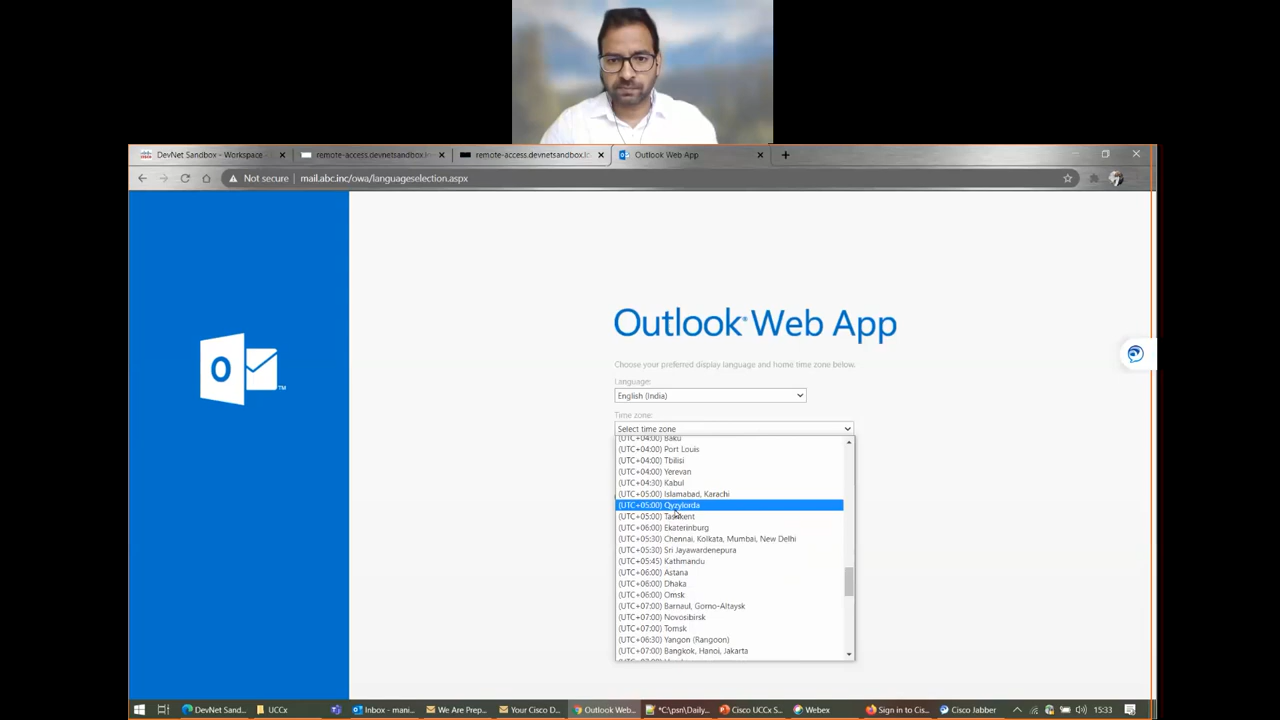 DevNet Sandbox - Workspace
remote-access.devnetsandbox.lo
remote-access.devnetsandbox.lo
Outlook Web App
Not secure
mail.abc.inc/owa/languageselection.aspx
Outlook Web App
Choose your preferred display language and home time zone below.
Language:
English (India)
Time zone:
Select time zone
(UTC+04:00) Baku
(UTC+04:00) Port Louis
(UTC+04:00) Tbilisi
(UTC+04:00) Yerevan
(UTC+04:30) Kabul
(UTC+05:00) Islamabad, Karachi
(UTC+05:00) Qyzylorda
(UTC+05:00) Tashkent
(UTC+06:00) Ekaterinburg
(UTC+05:30) Chennai, Kolkata, Mumbai, New Delhi
(UTC+05:30) Sri Jayawardenepura
(UTC+05:45) Kathmandu
(UTC+06:00) Astana
(UTC+06:00) Dhaka
(UTC+06:00) Omsk
(UTC+07:00) Barnaul, Gorno-Altaysk
(UTC+07:00) Novosibirsk
(UTC+07:00) Tomsk
(UTC+06:30) Yangon (Rangoon)
(UTC+07:00) Bangkok, Hanoi, Jakarta
DevNet Sand...
UCCx
Inbox - mani...
We Are Prep...
Your Cisco D...
Outlook Web...
*C:\psn\Daily...
Cisco UCCx S...
Webex
Sign in to Cis...
Cisco Jabber
15:33